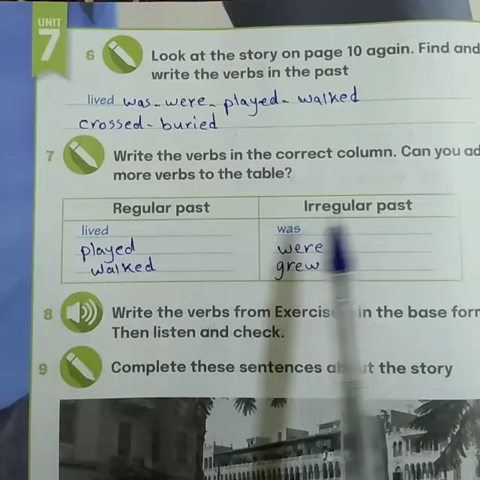 UNIT
7
6 Look at the story on page 10 again. Find and
write the verbs in the past
lived was - were - played - walked
crossed - buried
7 Write the verbs in the correct column. Can you ad
more verbs to the table?
Regular past Irregular past
lived was
played were
walked grew
8 Write the verbs from Exercise in the base for
Then listen and check.
9 Complete these sentences about the story